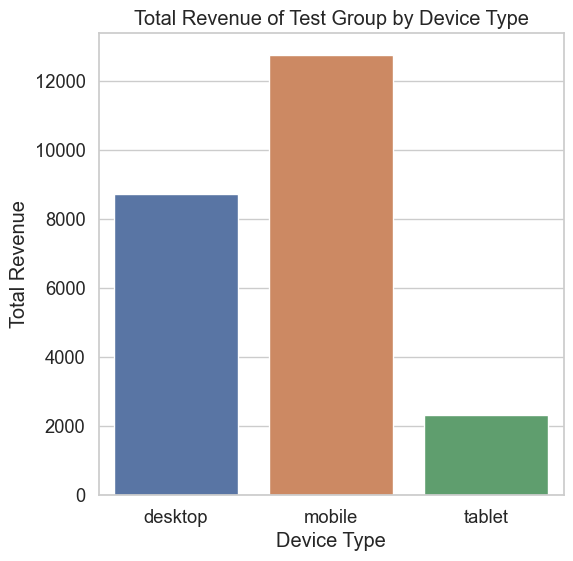 Total Revenue of Test Group by Device Type
Total Revenue
12000
10000
8000
6000
4000
2000
0
desktop mobile tablet
Device Type